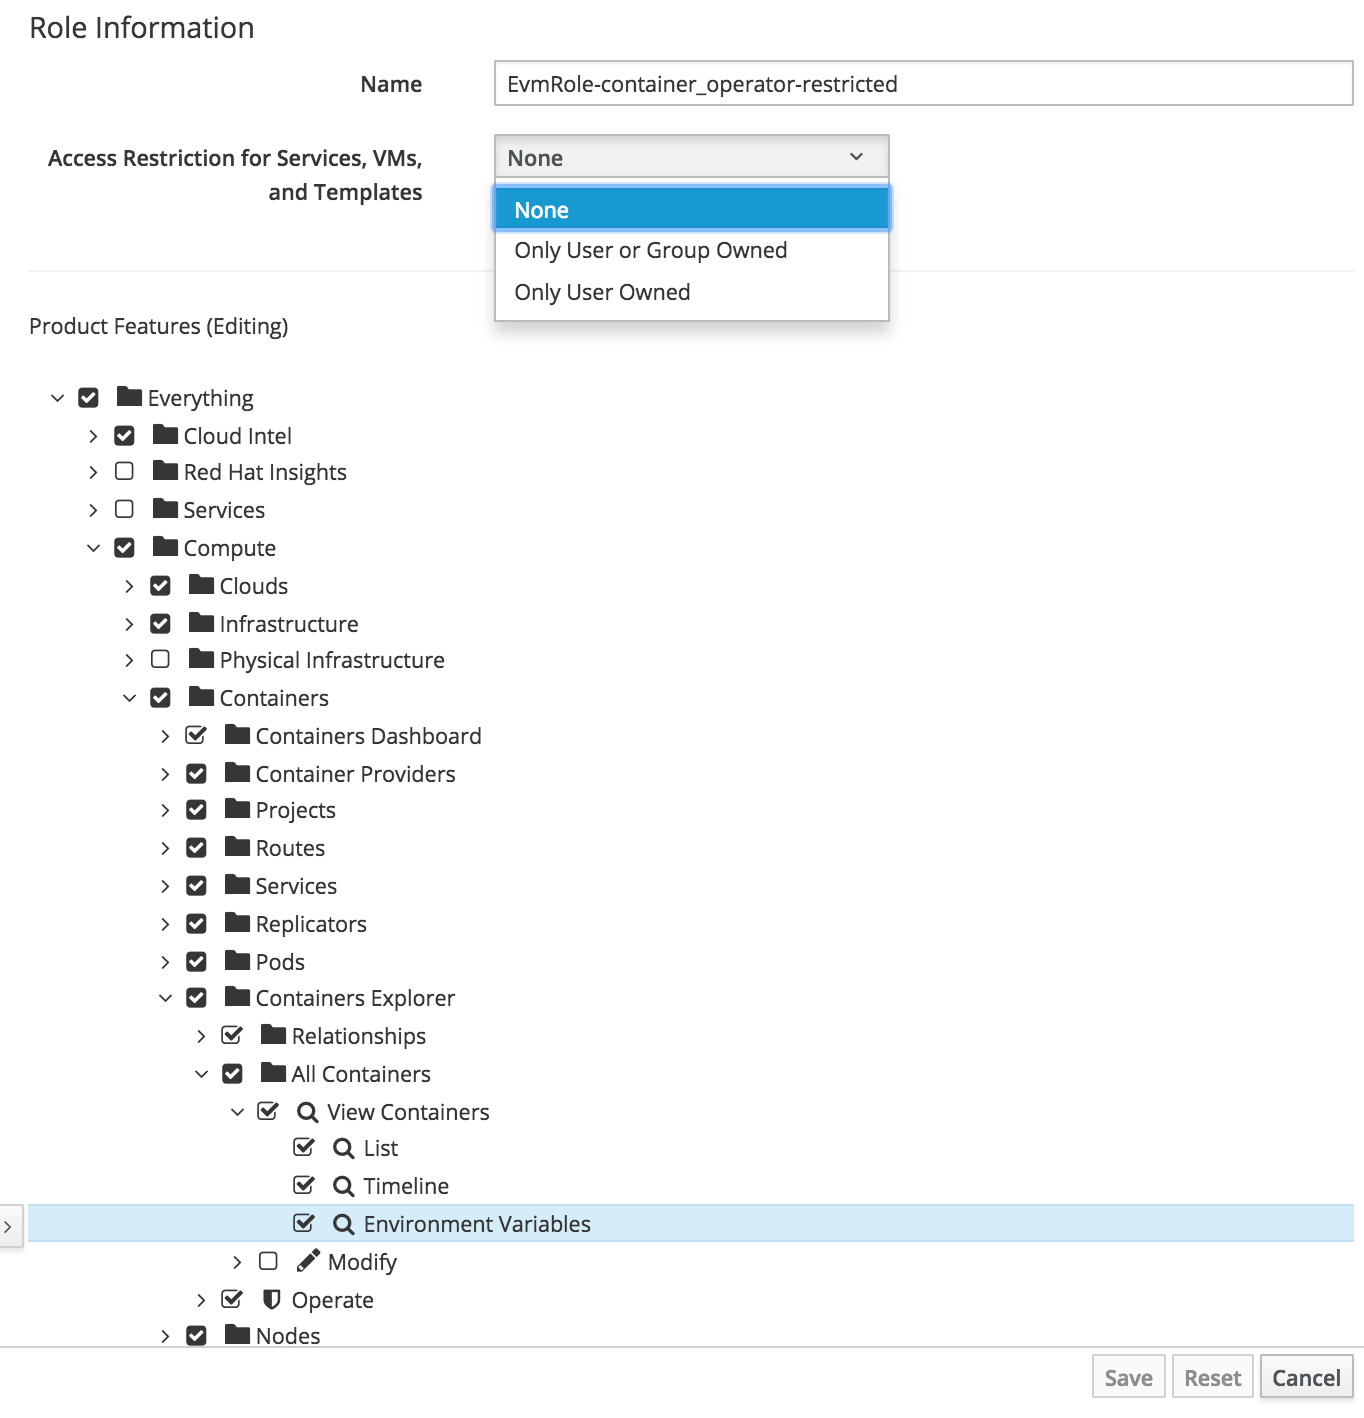 Role Information
Name
EvmRole-container_operator-restricted
Access Restriction for Services, VMs,
and Templates
None
None
Only User or Group Owned
Only User Owned
Product Features (Editing)
Everything
Cloud Intel
Red Hat Insights
Services
Compute
Clouds
Infrastructure
Physical Infrastructure
Containers
Containers Dashboard
Container Providers
Projects
Routes
Services
Replicators
Pods
Containers Explorer
Relationships
All Containers
View Containers
List
Timeline
Environment Variables
Modify
Operate
Nodes
Save Reset Cancel